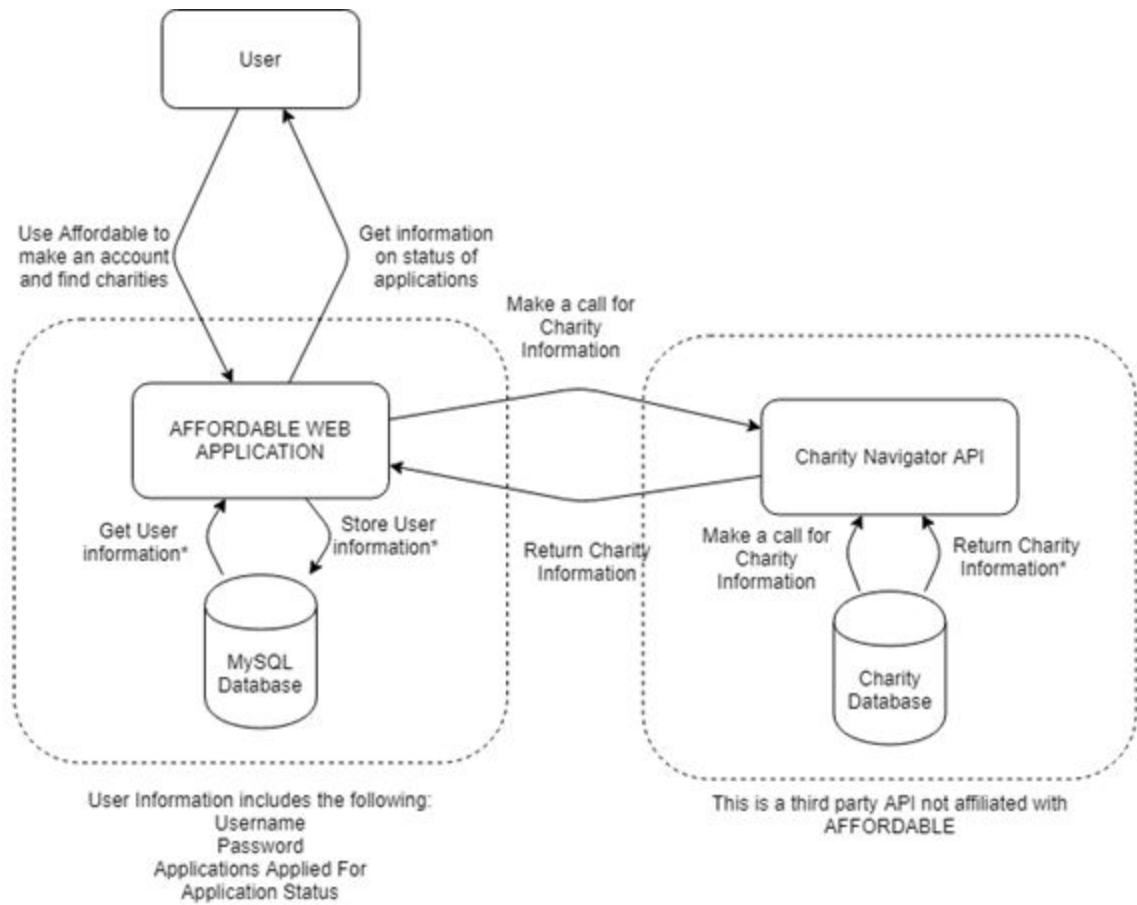 User
Use Affordable to
make an account
and find charities
Get information
on status of
applications
Make a call for
Charity
Information
AFFORDABLE WEB
APPLICATION
Charity Navigator API
Get User
information*
Store User
information*
Return Charity
Information
Make a call for
Charity
Information
Return Charity
Information*
MySQL
Database
Charity
Database
User Information includes the following:
Username
Password
Applications Applied For
Application Status
This is a third party API not affiliated with
AFFORDABLE